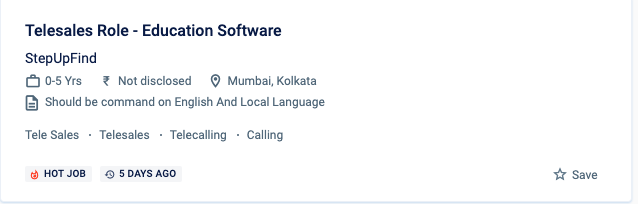 Telesales Role - Education Software
StepUpFind
0-5 Yrs ₹ Not disclosed Mumbai, Kolkata
Should be command on English And Local Language
Tele Sales · Telesales · Telecalling · Calling
HOT JOB 5 DAYS AGO Save